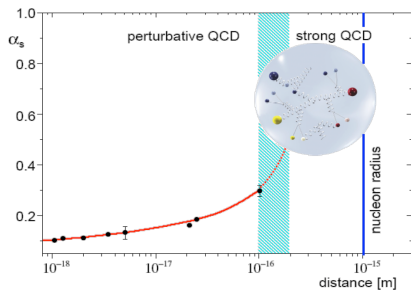 perturbative QCD strong QCD
αs
1.0
0.8
0.6
0.4
0.2
nucleon radius
10⁻¹⁸ 10⁻¹⁷ 10⁻¹⁶ 10⁻¹⁵
distance [m]